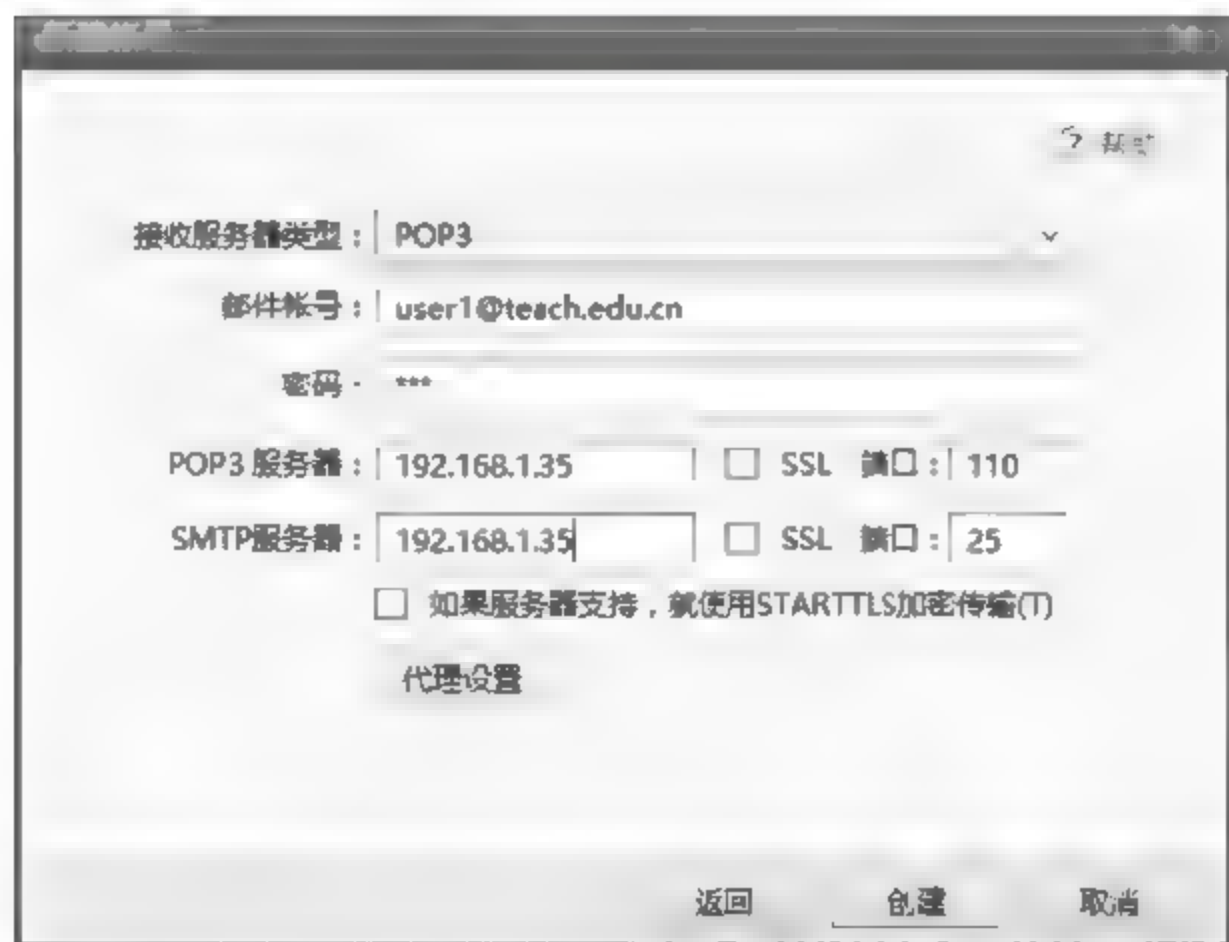 接收服务器类型： POP3
邮件帐号： user1@teach.edu.cn
密码 ***
POP3 服务器： 192.168.1.35 SSL 端口： 110
SMTP服务器： 192.168.1.35 SSL 端口： 25
如果服务器支持，就使用STARTTLS加密传输(T)
代理设置
返回 创建 取消